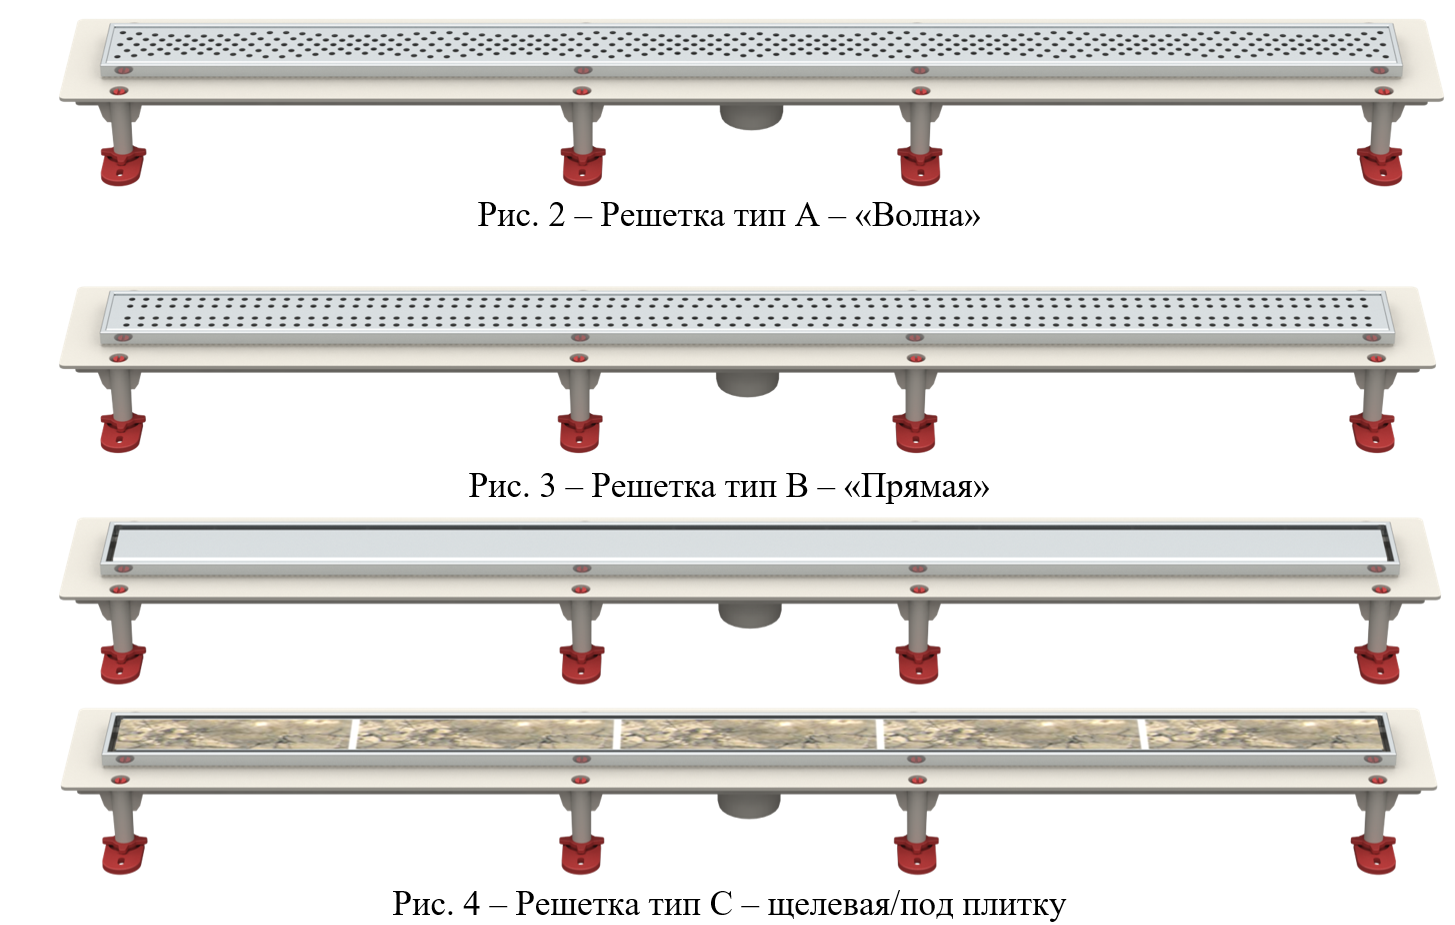 Рис. 2 – Решетка тип А – «Волна»
Рис. 3 – Решетка тип В – «Прямая»
Рис. 4 – Решетка тип С – щелевая/под плитку